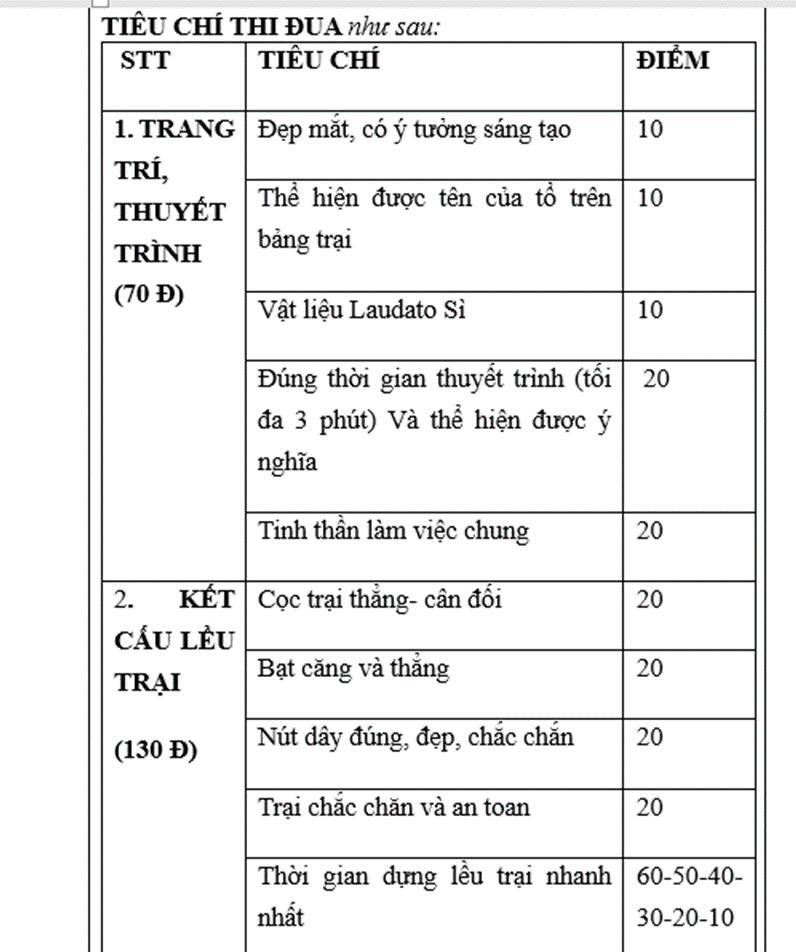 TIÊU CHÍ THI ĐUA như sau:
STT TIÊU CHÍ ĐIỂM
1. TRANG TRÍ, THUYẾT TRÌNH (70 Đ)
Đẹp mắt, có ý tưởng sáng tạo 10
Thể hiện được tên của tổ trên
bảng trại 10
Vật liệu Laudato Sì 10
Đúng thời gian thuyết trình (tối
đa 3 phút) Và thể hiện được ý
nghĩa 20
Tinh thần làm việc chung 20
2. KẾT CẤU LỀU TRẠI
(130 Đ)
Cọc trại thẳng- cân đối 20
Bạt căng và thẳng 20
Nút dây đúng, đẹp, chắc chắn 20
Trại chắc chăn và an toan 20
Thời gian dựng lều trại nhanh
nhất
60-50-40-
30-20-10